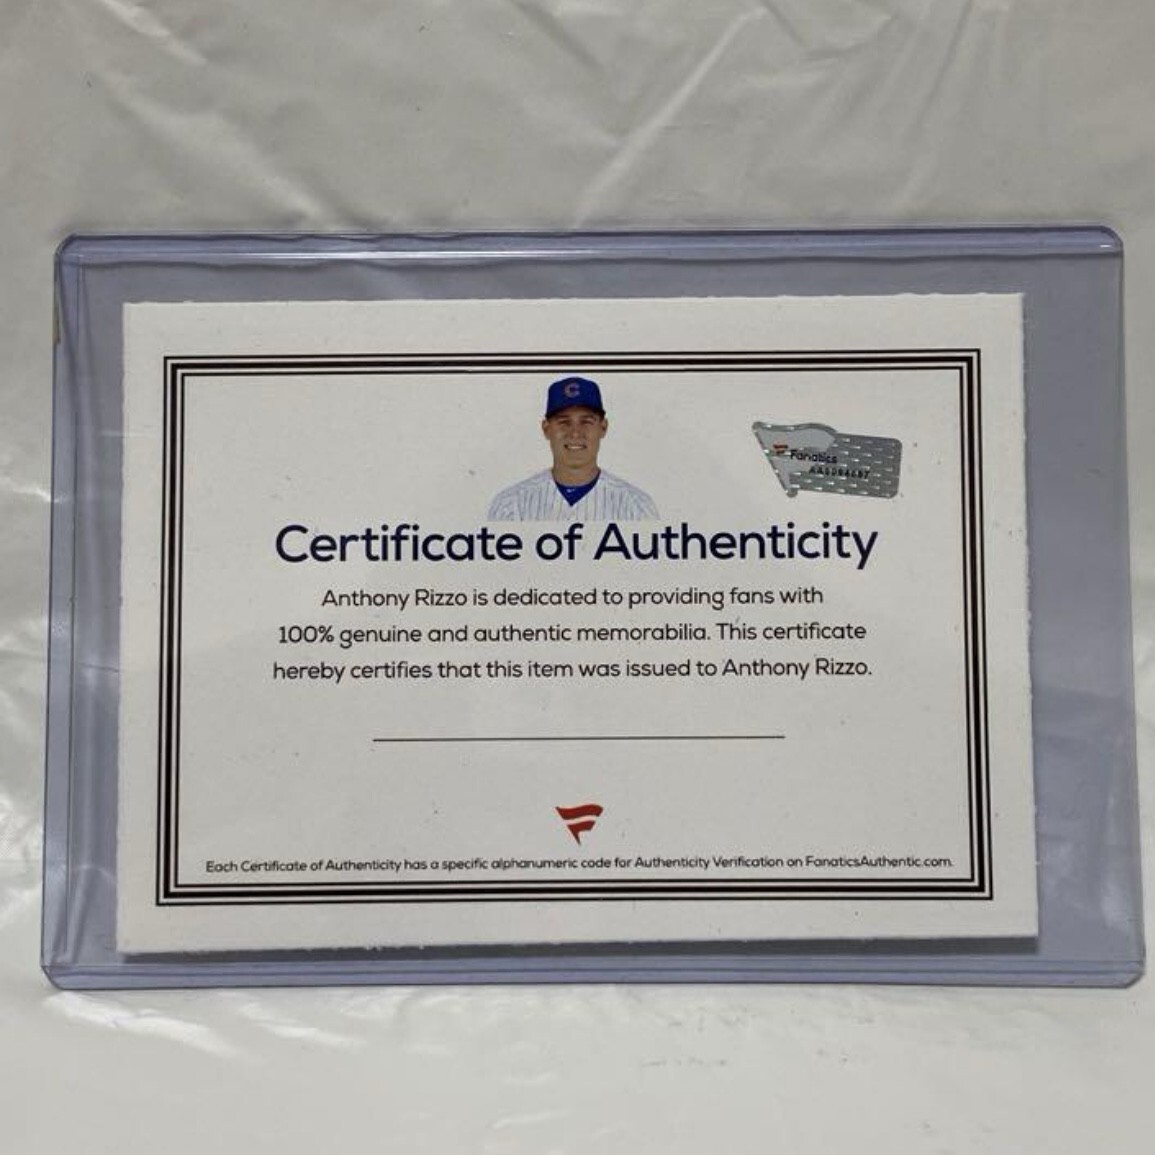 C
Fanatics
Certificate of Authenticity
Anthony Rizzo is dedicated to providing fans with
100% genuine and authentic memorabilia. This certificate
hereby certifies that this item was issued to Anthony Rizzo.
Each Certificate of Authenticity has a specific alphanumeric code for Authenticity Verification on FanaticsAuthentic.com.